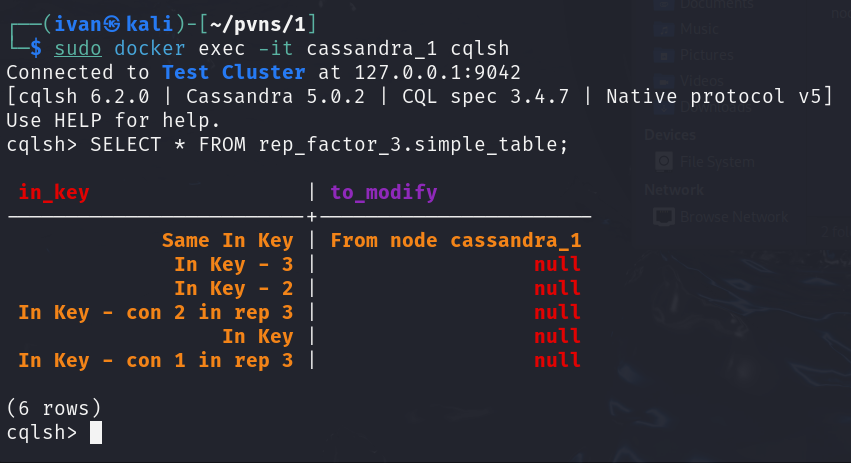 ┌──(ivan㉿kali)-[~/pvns/1]
└─$ sudo docker exec -it cassandra_1 cqlsh
Connected to Test Cluster at 127.0.0.1:9042
[cqlsh 6.2.0 | Cassandra 5.0.2 | CQL spec 3.4.7 | Native protocol v5]
Use HELP for help.
cqlsh> SELECT * FROM rep_factor_3.simple_table;
in_key | to_modify
-------------------------+-----------------------
Same In Key | From node cassandra_1
In Key - 3 | null
In Key - 2 | null
In Key - con 2 in rep 3 | null
In Key | null
In Key - con 1 in rep 3 | null
(6 rows)
cqlsh>
Documents
Music
Pictures
Videos
Devices
File System
Network
Browse Network